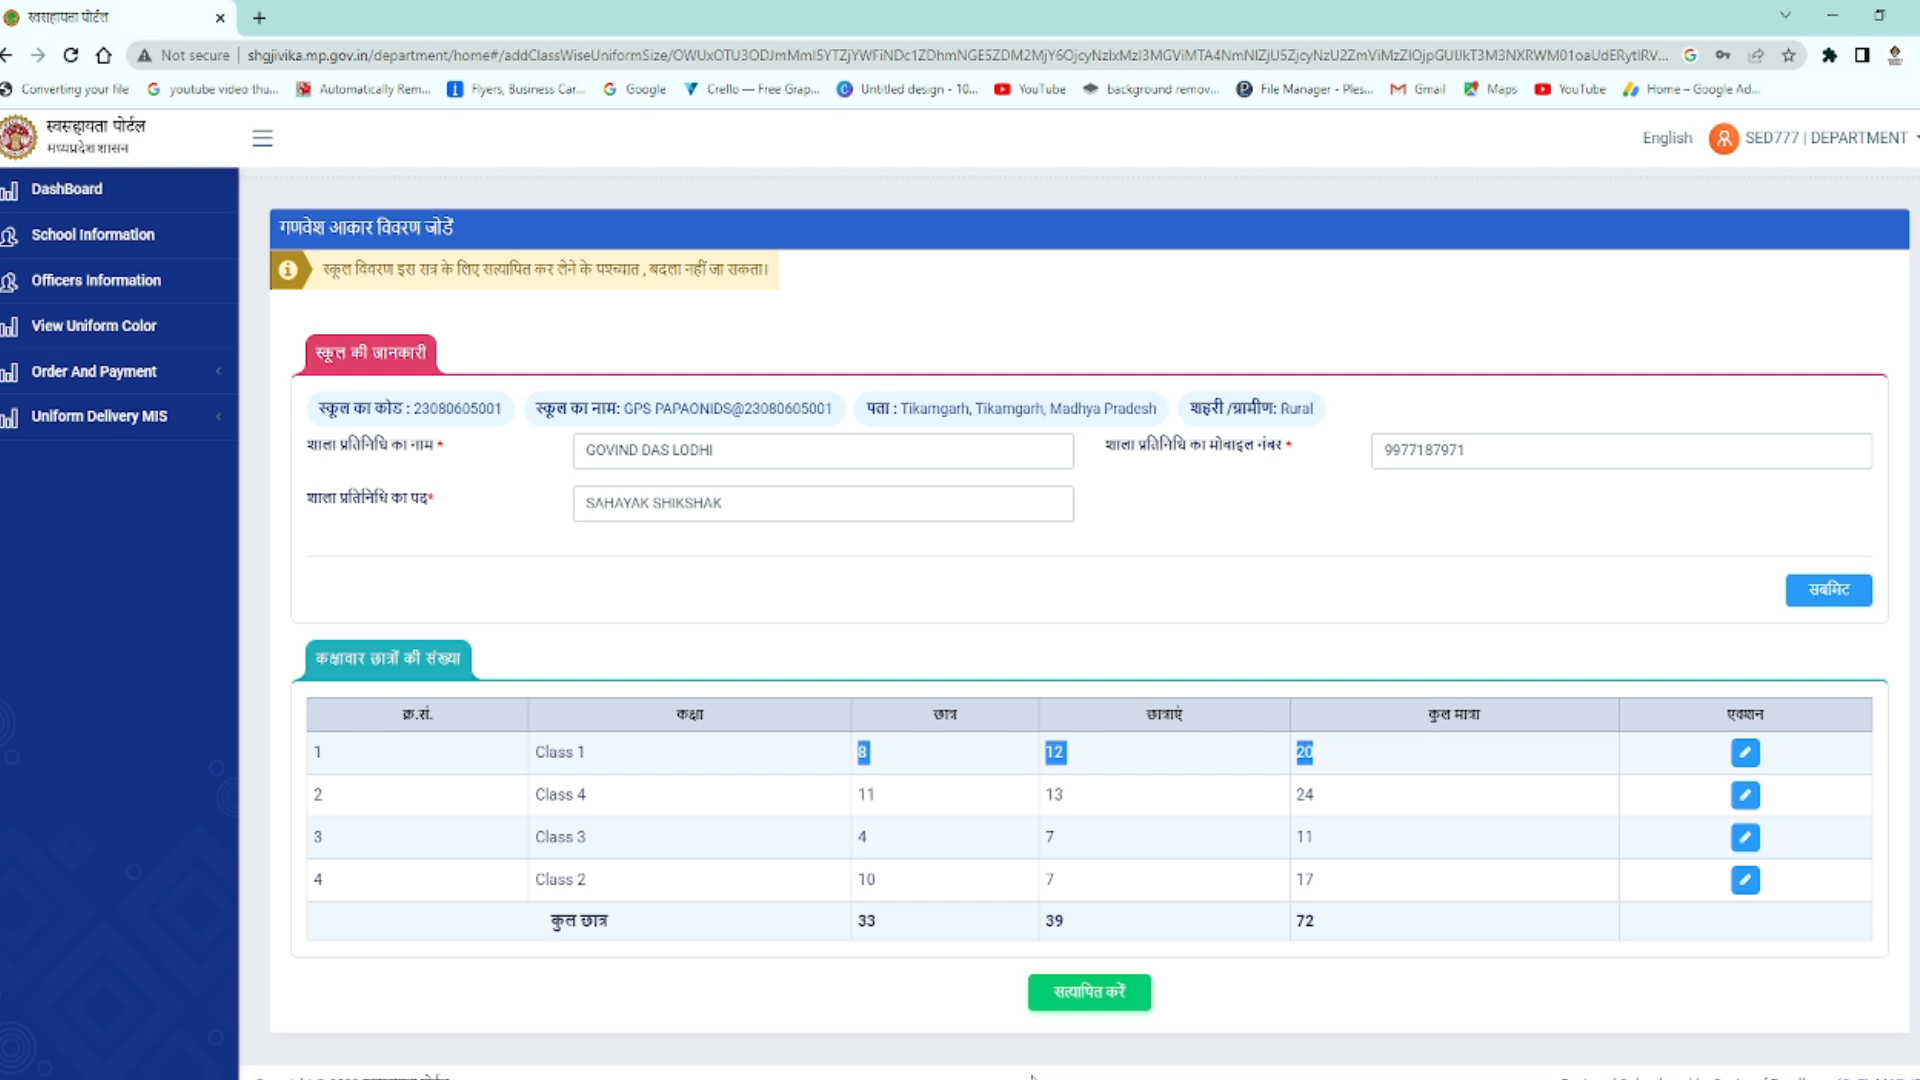 स्वसहायता पोर्टल
Not secure
shgjivika.mp.gov.in/department/home#/addClassWiseUniformSize/
Converting your file
youtube video thu...
Automatically Rem...
Flyers, Business Car...
Google
Crello — Free Grap...
Untitled design - 10...
YouTube
background remov...
File Manager - Ples...
Gmail
Maps
YouTube
Home – Google Ad...
स्वसहायता पोर्टल
मध्यप्रदेश शासन
English
SED777 | DEPARTMENT
DashBoard
School Information
Officers Information
View Uniform Color
Order And Payment
Uniform Delivery MIS
गणवेश आकार विवरण जोडें
स्कूल विवरण इस सत्र के लिए सत्यापित कर लेने के पश्च्यात , बदला नहीं जा सकता।
स्कूल की जानकारी
स्कूल का कोड : 23080605001 स्कूल का नाम: GPS PAPAONIDS@23080605001 पता : Tikamgarh, Tikamgarh, Madhya Pradesh शहरी /ग्रामीण: Rural
शाला प्रतिनिधि का नाम * GOVIND DAS LODHI शाला प्रतिनिधि का मोबाइल नंबर * 9977187971
शाला प्रतिनिधि का पद* SAHAYAK SHIKSHAK
सबमिट
कक्षावार छात्रों की संख्या
क्र.सं. कक्षा छात्र छात्राएं कुल मात्रा एक्शन
1 Class 1 8 12 20
2 Class 4 11 13 24
3 Class 3 4 7 11
4 Class 2 10 7 17
कुल छात्र 33 39 72
सत्यापित करें